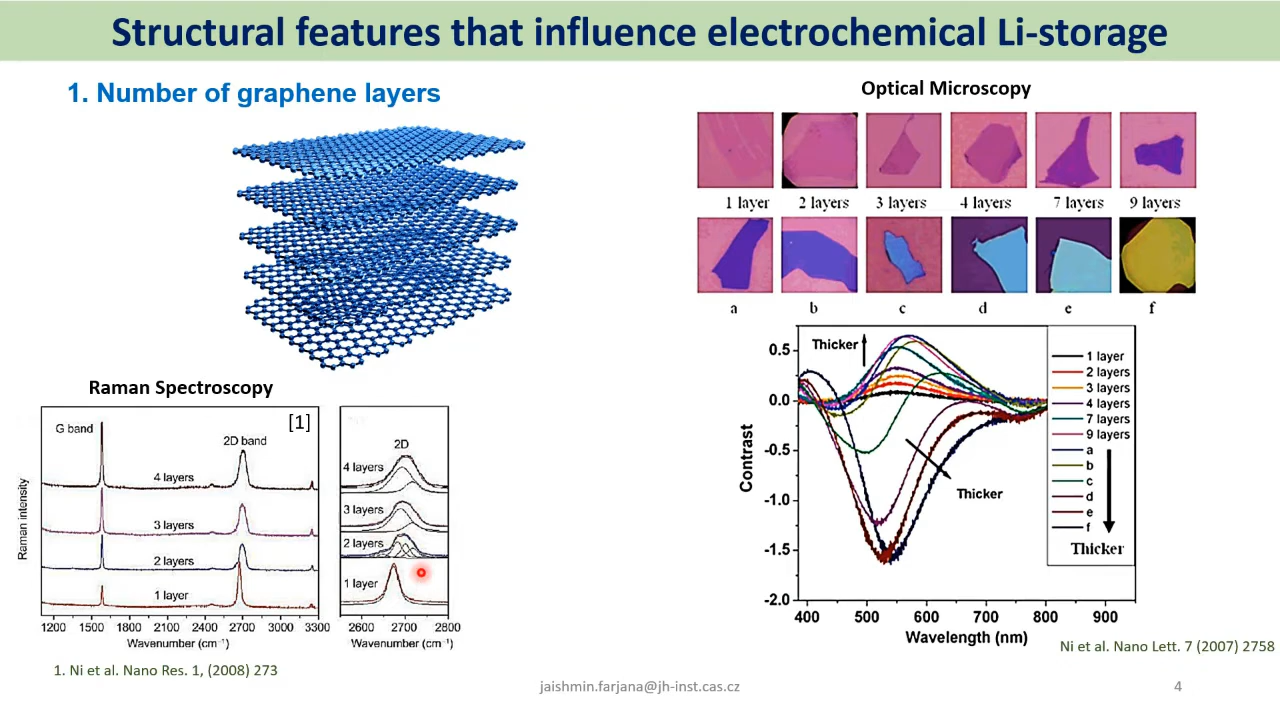 Structural features that influence electrochemical Li-storage
1. Number of graphene layers
Raman Spectroscopy
[1]
G band
2D band
4 layers
3 layers
2 layers
1 layer
Raman intensity
1200 1500 1800 2100 2400 2700 3000 3300
Wavenumber (cm⁻¹)
2D
4 layers
3 layers
2 layers
1 layer
2600 2700 2800
Wavenumber (cm⁻¹)
1. Ni et al. Nano Res. 1, (2008) 273
Optical Microscopy
1 layer 2 layers 3 layers 4 layers 7 layers 9 layers
a b c d e f
Contrast
0.5
0.0
-0.5
-1.0
-1.5
-2.0
Thicker
Thicker
1 layer
2 layers
3 layers
4 layers
7 layers
9 layers
a
b
c
d
e
f
Thicker
400 500 600 700 800 900
Wavelength (nm)
Ni et al. Nano Lett. 7 (2007) 2758
jaishmin.farjana@jh-inst.cas.cz
4